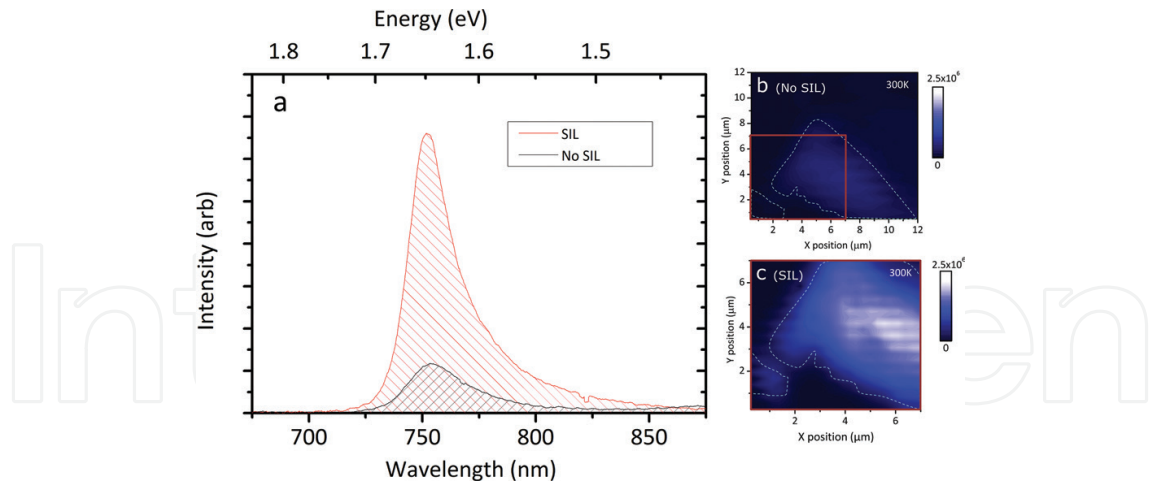 Energy (eV)
1.8 1.7 1.6 1.5
a
SIL
No SIL
Intensity (arb)
700 750 800 850
Wavelength (nm)
b (No SIL) 300K
2.5x10⁶
0
12
10
8
6
4
2
2 4 6 8 10 12
Y position (µm)
X position (µm)
c (SIL) 300K
2.5x10⁶
0
6
4
2
2 4 6
Y position (µm)
X position (µm)